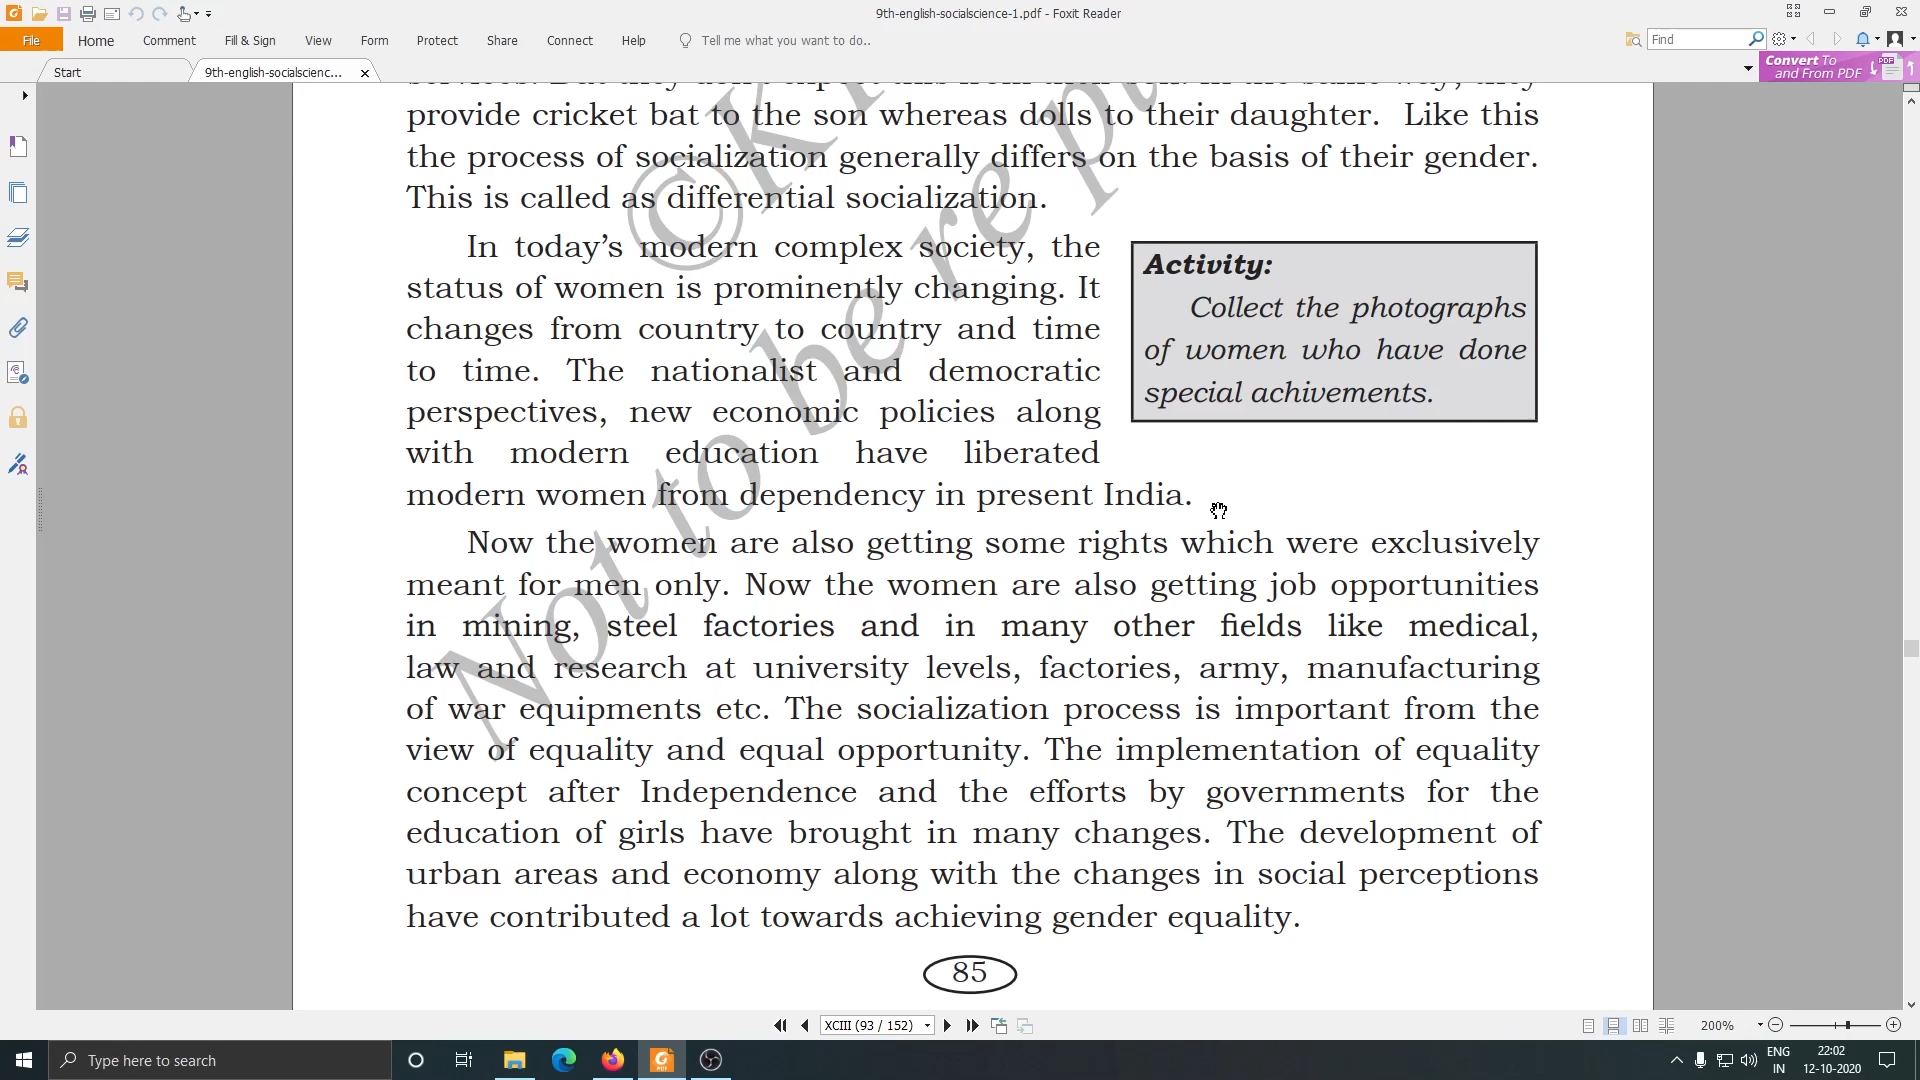 9th-english-socialscience-1.pdf - Foxit Reader
File Home Comment Fill & Sign View Form Protect Share Connect Help Tell me what you want to do.. Find
Convert To
and From PDF
PDF
Start 9th-english-socialscienc...
provide cricket bat to the son whereas dolls to their daughter. Like this
the process of socialization generally differs on the basis of their gender.
This is called as differential socialization.
In today's modern complex society, the
status of women is prominently changing. It
changes from country to country and time
to time. The nationalist and democratic
perspectives, new economic policies along
with modern education have liberated
modern women from dependency in present India.
Activity:
Collect the photographs
of women who have done
special achivements.
Now the women are also getting some rights which were exclusively
meant for men only. Now the women are also getting job opportunities
in mining, steel factories and in many other fields like medical,
law and research at university levels, factories, army, manufacturing
of war equipments etc. The socialization process is important from the
view of equality and equal opportunity. The implementation of equality
concept after Independence and the efforts by governments for the
education of girls have brought in many changes. The development of
urban areas and economy along with the changes in social perceptions
have contributed a lot towards achieving gender equality.
©K
Not to be re p
85
XCIII (93 / 152)
200%
Type here to search
ENG
IN
22:02
12-10-2020